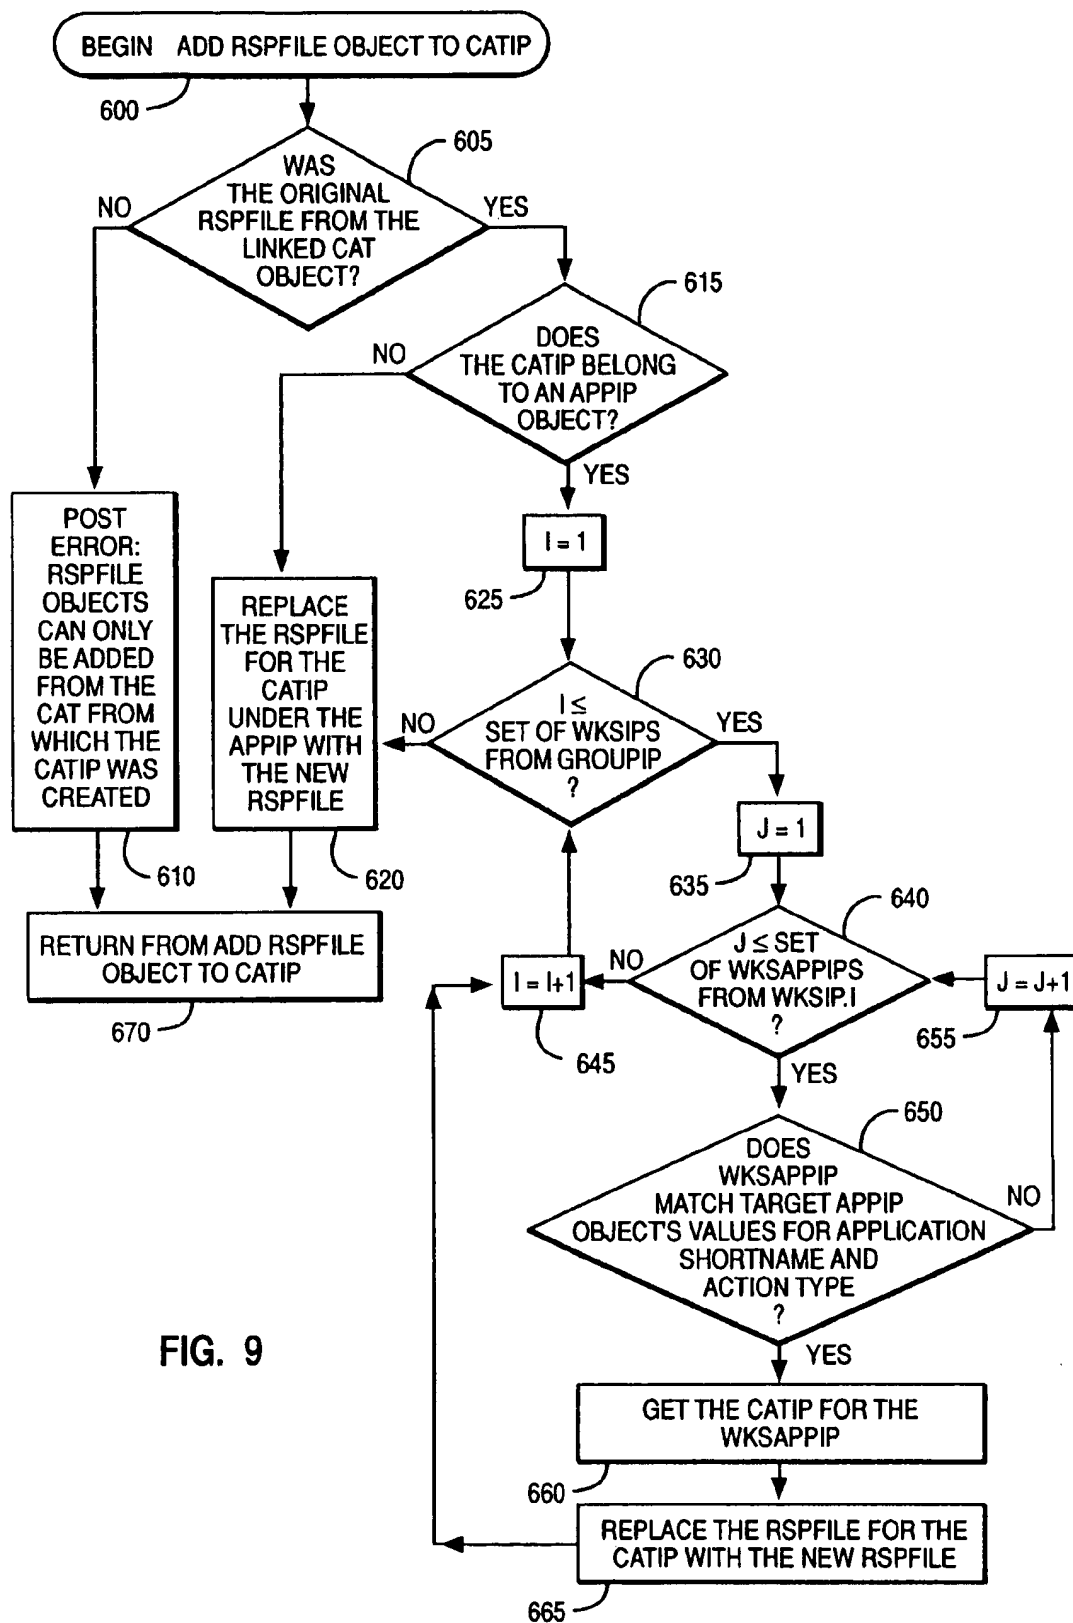 BEGIN ADD RSPFILE OBJECT TO CATIP
600
605
WAS
THE ORIGINAL
RSPFILE FROM THE
LINKED CAT
OBJECT?
NO
YES
615
DOES
THE CATIP BELONG
TO AN APPIP
OBJECT?
NO
YES
POST
ERROR:
RSPFILE
OBJECTS
CAN ONLY
BE ADDED
FROM THE
CAT FROM
WHICH THE
CATIP WAS
CREATED
610
REPLACE
THE RSPFILE
FOR THE
CATIP
UNDER THE
APPIP WITH
THE NEW
RSPFILE
620
I = 1
625
630
I ≤
SET OF WKSIPS
FROM GROUPIP
?
NO
YES
J = 1
635
RETURN FROM ADD RSPFILE
OBJECT TO CATIP
670
640
J ≤ SET
OF WKSAPPIPS
FROM WKSIP.I
?
NO
YES
I = I+1
645
J = J+1
655
650
DOES
WKSAPPIP
MATCH TARGET APPIP
OBJECT'S VALUES FOR APPLICATION
SHORTNAME AND
ACTION TYPE
?
NO
YES
FIG. 9
GET THE CATIP FOR THE
WKSAPPIP
660
REPLACE THE RSPFILE FOR THE
CATIP WITH THE NEW RSPFILE
665